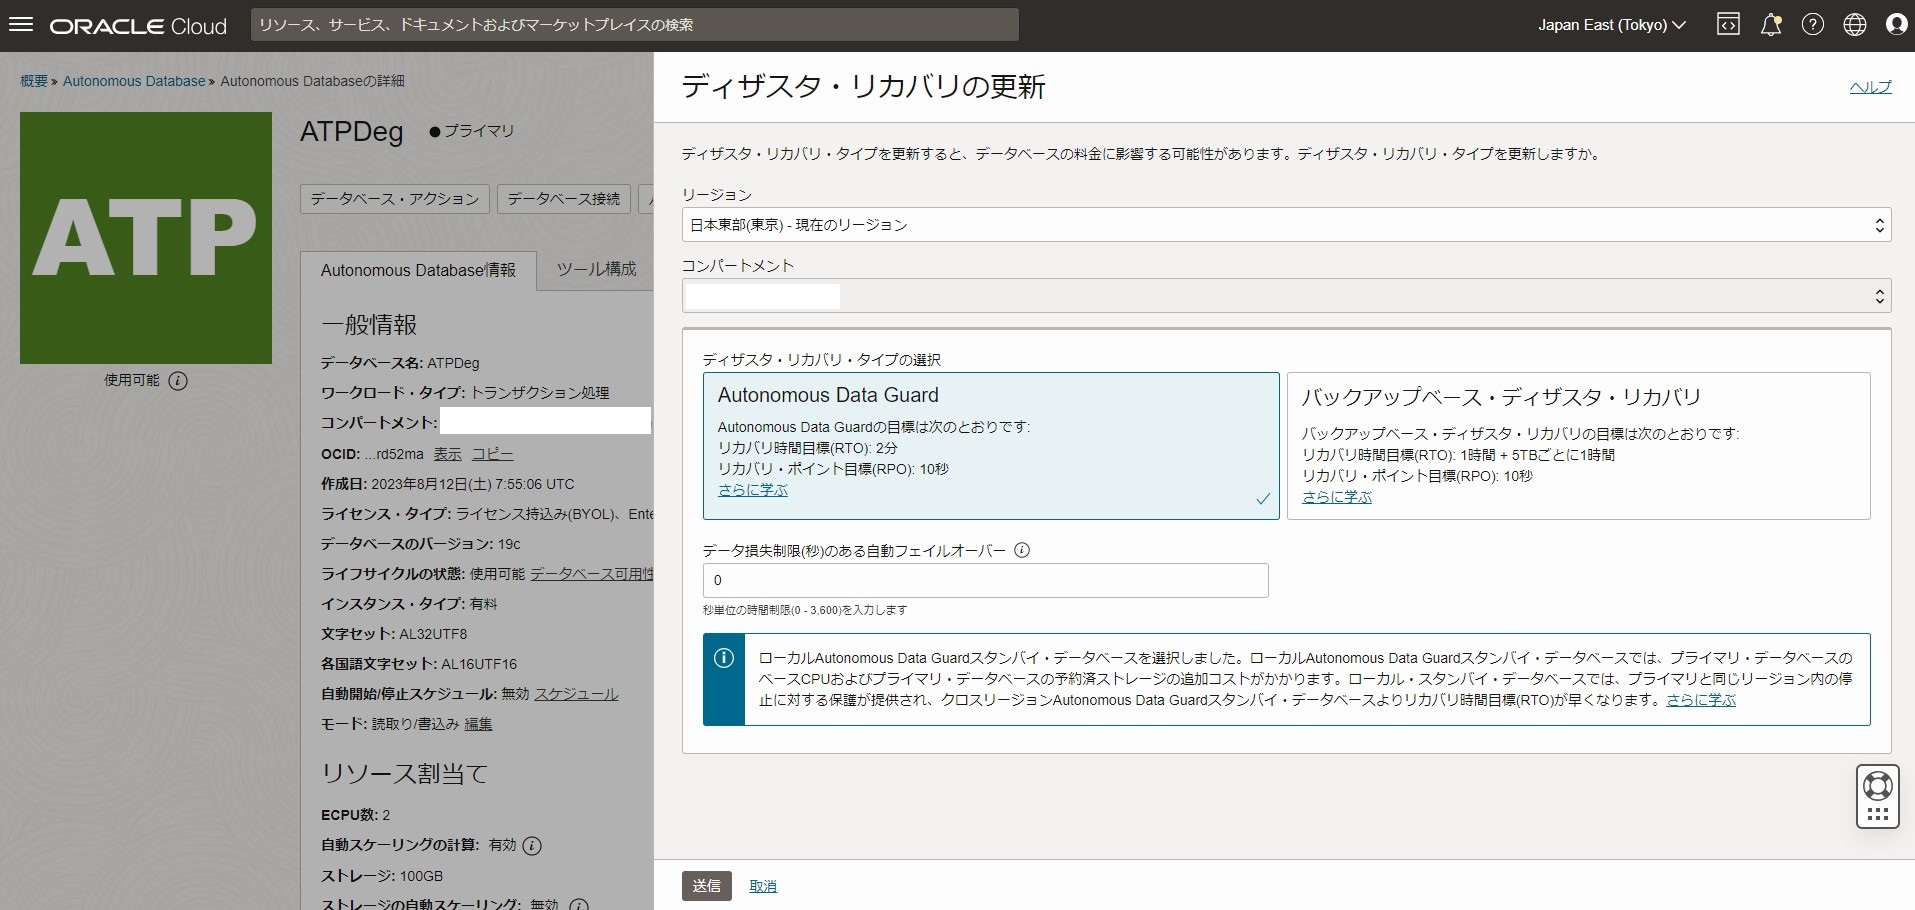 ORACLE Cloud
リソース、サービス、ドキュメントおよびマーケットプレイスの検索
Japan East (Tokyo)
概要 » Autonomous Database » Autonomous Databaseの詳細
ATP
使用可能
ATPDeg
プライマリ
データベース・アクション
データベース接続
Autonomous Database情報
ツール構成
一般情報
データベース名: ATPDeg
ワークロード・タイプ: トランザクション処理
コンパートメント:
OCID: ...rd52ma 表示 コピー
作成日: 2023年8月12日(土) 7:55:06 UTC
ライセンス・タイプ: ライセンス持込み(BYOL)、Ente
データベースのバージョン: 19c
ライフサイクルの状態: 使用可能 データベース可用性
インスタンス・タイプ: 有料
文字セット: AL32UTF8
各国語文字セット: AL16UTF16
自動開始/停止スケジュール: 無効 スケジュール
モード: 読取り/書込み 編集
リソース割当て
ECPU数: 2
自動スケーリングの計算: 有効
ストレージ: 100GB
ストレージの自動スケーリング: 無効
ディザスタ・リカバリの更新
ヘルプ
ディザスタ・リカバリ・タイプを更新すると、データベースの料金に影響する可能性があります。ディザスタ・リカバリ・タイプを更新しますか。
リージョン
日本東部(東京) - 現在のリージョン
コンパートメント
ディザスタ・リカバリ・タイプの選択
Autonomous Data Guard
Autonomous Data Guardの目標は次のとおりです:
リカバリ時間目標(RTO): 2分
リカバリ・ポイント目標(RPO): 10秒
さらに学ぶ
バックアップベース・ディザスタ・リカバリ
バックアップベース・ディザスタ・リカバリの目標は次のとおりです:
リカバリ時間目標(RTO): 1時間 + 5TBごとに1時間
リカバリ・ポイント目標(RPO): 10秒
さらに学ぶ
データ損失制限(秒)のある自動フェイルオーバー
0
秒単位の時間制限(0 - 3,600)を入力します
ローカルAutonomous Data Guardスタンバイ・データベースを選択しました。ローカルAutonomous Data Guardスタンバイ・データベースでは、プライマリ・データベースの
ベースCPUおよびプライマリ・データベースの予約済ストレージの追加コストがかかります。ローカル・スタンバイ・データベースでは、プライマリと同じリージョン内の停
止に対する保護が提供され、クロスリージョンAutonomous Data Guardスタンバイ・データベースよりリカバリ時間目標(RTO)が早くなります。さらに学ぶ
送信
取消